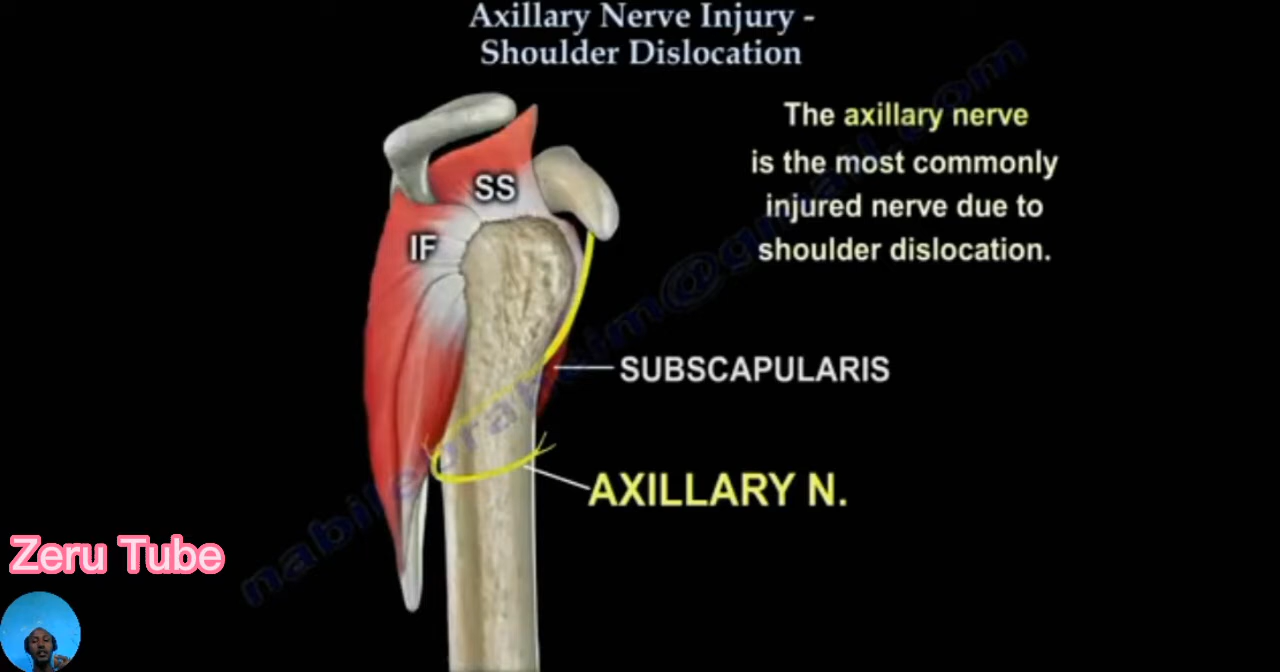 Axillary Nerve Injury -
Shoulder Dislocation
The axillary nerve
is the most commonly
injured nerve due to
shoulder dislocation.
SS
IF
SUBSCAPULARIS
AXILLARY N.
Zeru Tube